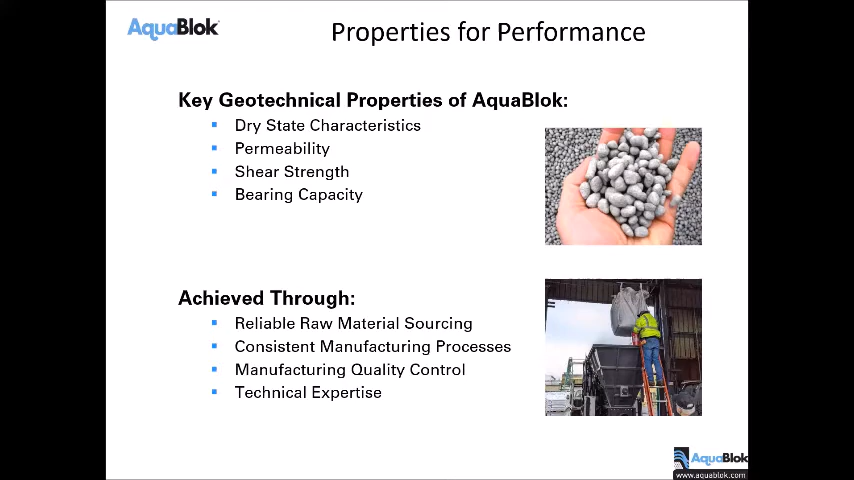 AquaBlok
Properties for Performance
Key Geotechnical Properties of AquaBlok:
Dry State Characteristics
Permeability
Shear Strength
Bearing Capacity
Achieved Through:
Reliable Raw Material Sourcing
Consistent Manufacturing Processes
Manufacturing Quality Control
Technical Expertise
AquaBlok
www.aquablok.com